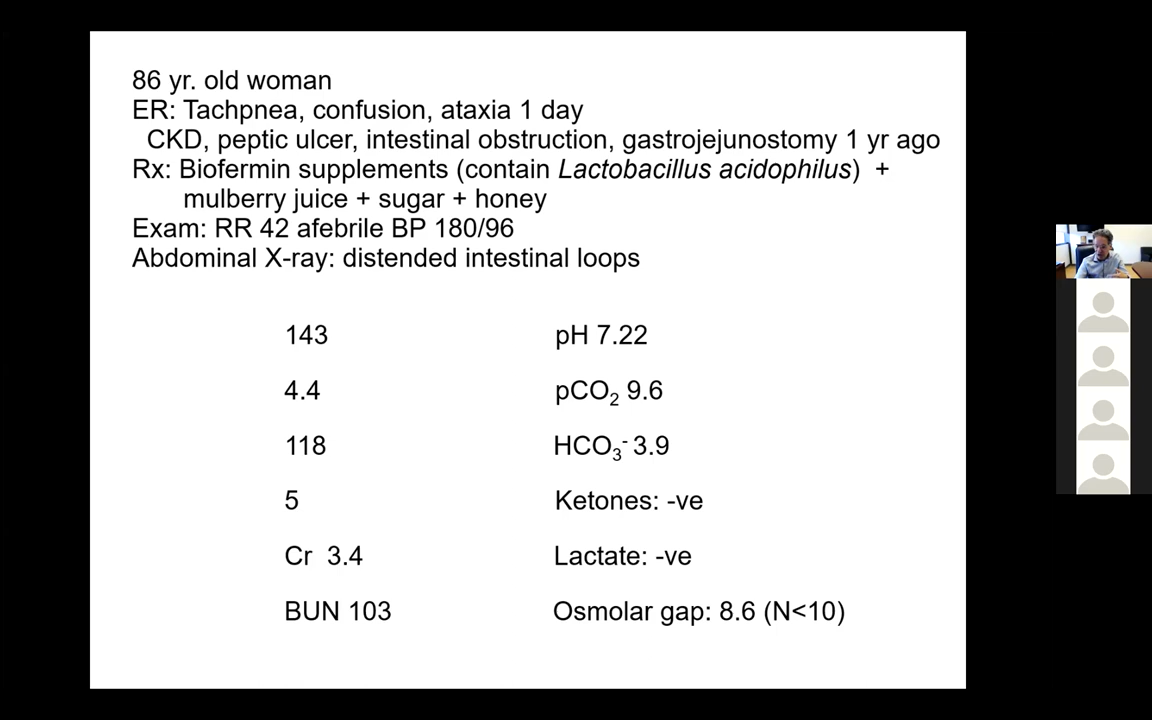 86 yr. old woman
ER: Tachpnea, confusion, ataxia 1 day
CKD, peptic ulcer, intestinal obstruction, gastrojejunostomy 1 yr ago
Rx: Biofermin supplements (contain Lactobacillus acidophilus) +
mulberry juice + sugar + honey
Exam: RR 42 afebrile BP 180/96
Abdominal X-ray: distended intestinal loops
143
4.4
118
5
Cr 3.4
BUN 103
pH 7.22
pCO₂ 9.6
HCO₃⁻ 3.9
Ketones: -ve
Lactate: -ve
Osmolar gap: 8.6 (N<10)